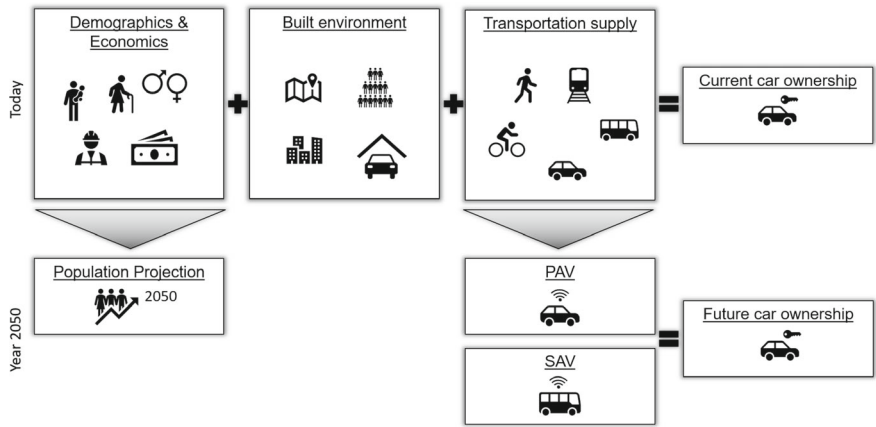 Today
Demographics &
Economics
Built environment
Transportation supply
Current car ownership
Year 2050
Population Projection
2050
PAV
SAV
Future car ownership